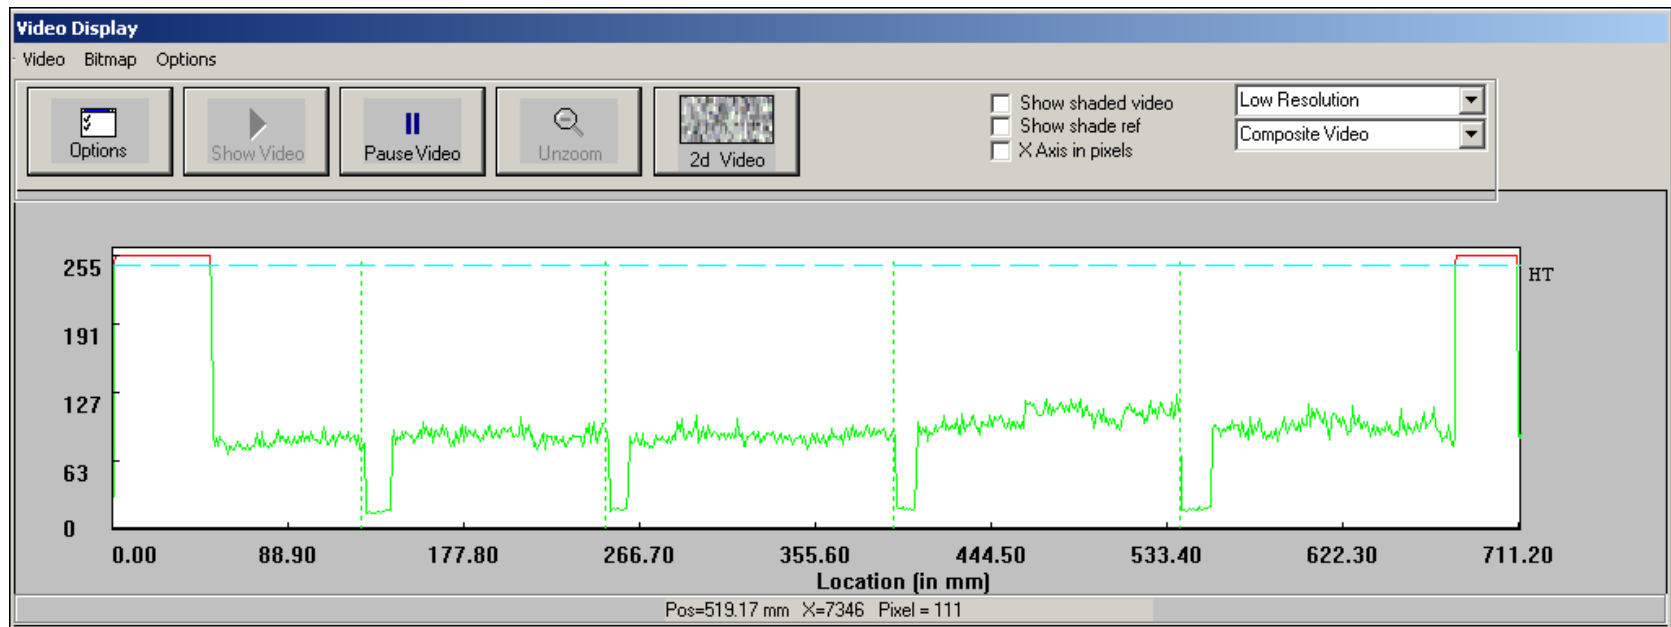 Video Display
Video Bitmap Options
Options
Show Video
Pause Video
Unzoom
2d Video
Show shaded video
Show shade ref
X Axis in pixels
Low Resolution
Composite Video
255
191
127
63
0
HT
0.00 88.90 177.80 266.70 355.60 444.50 533.40 622.30 711.20
Location (in mm)
Pos=519.17 mm X=7346 Pixel = 111